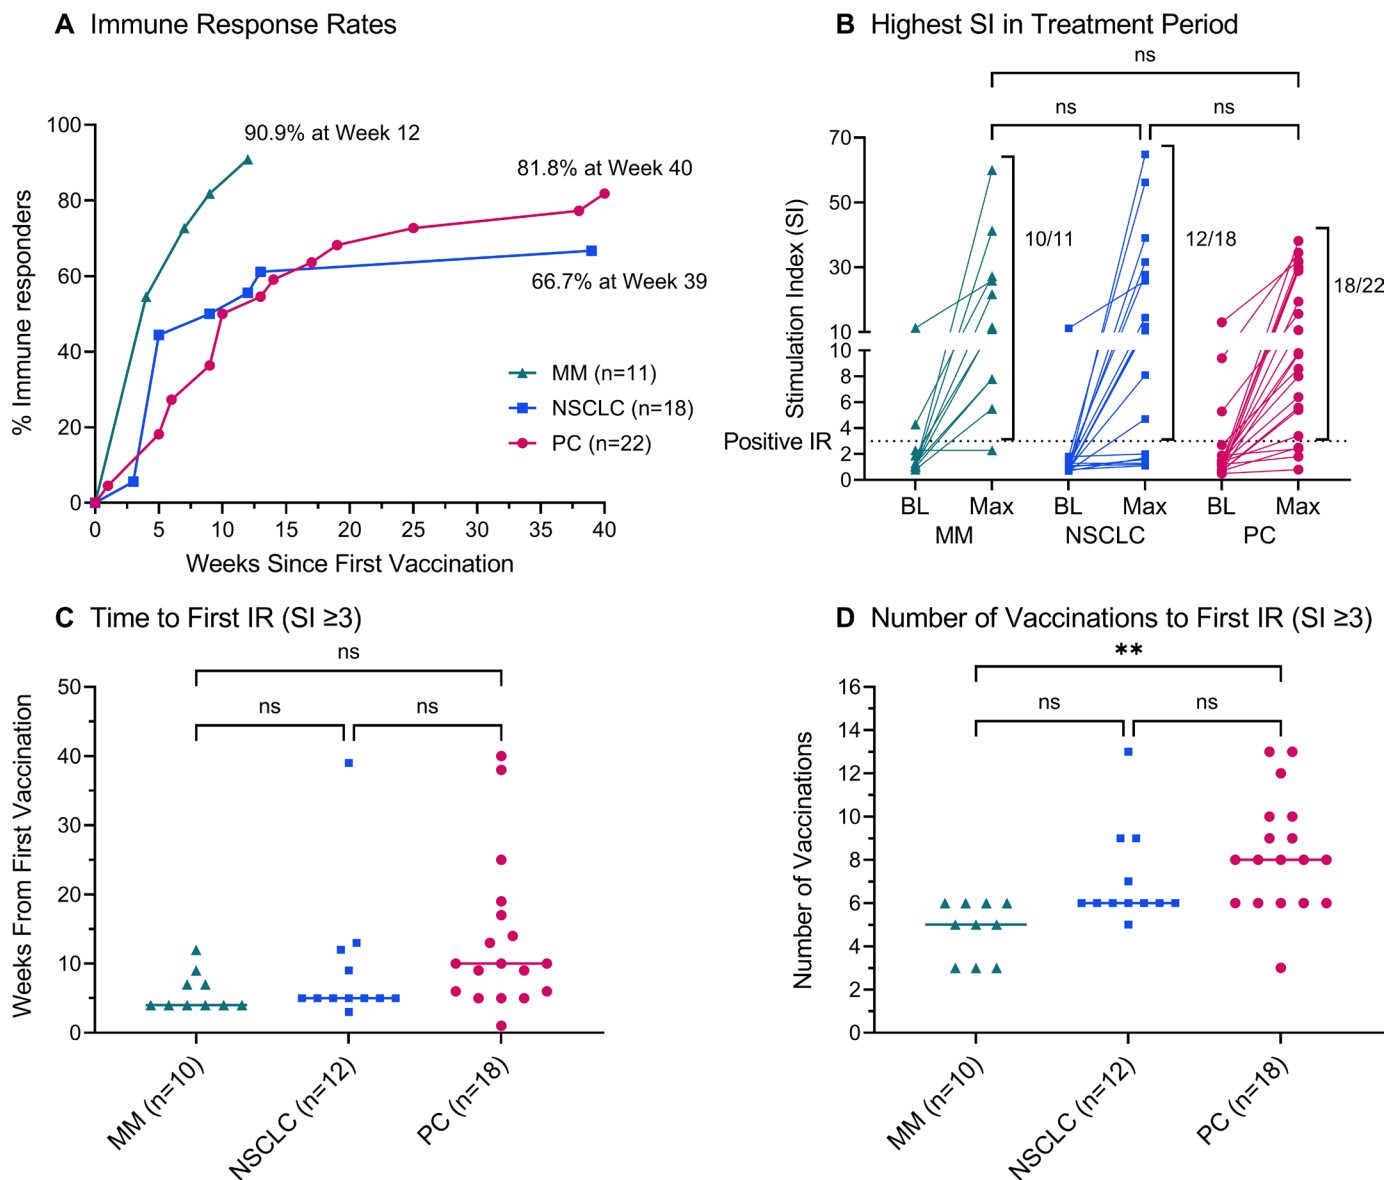 A Immune Response Rates
100
80
60
40
20
0
% Immune responders
90.9% at Week 12
81.8% at Week 40
66.7% at Week 39
MM (n=11)
NSCLC (n=18)
PC (n=22)
0 5 10 15 20 25 30 35 40
Weeks Since First Vaccination
B Highest SI in Treatment Period
ns
ns ns
70
50
30
10
10
8
6
4
2
0
Stimulation Index (SI)
Positive IR
10/11
12/18
18/22
BL Max BL Max BL Max
MM NSCLC PC
C Time to First IR (SI ≥3)
ns
ns ns
50
40
30
20
10
0
Weeks From First Vaccination
MM (n=10)
NSCLC (n=12)
PC (n=18)
D Number of Vaccinations to First IR (SI ≥3)
**
ns ns
16
14
12
10
8
6
4
2
0
Number of Vaccinations
MM (n=10)
NSCLC (n=12)
PC (n=18)